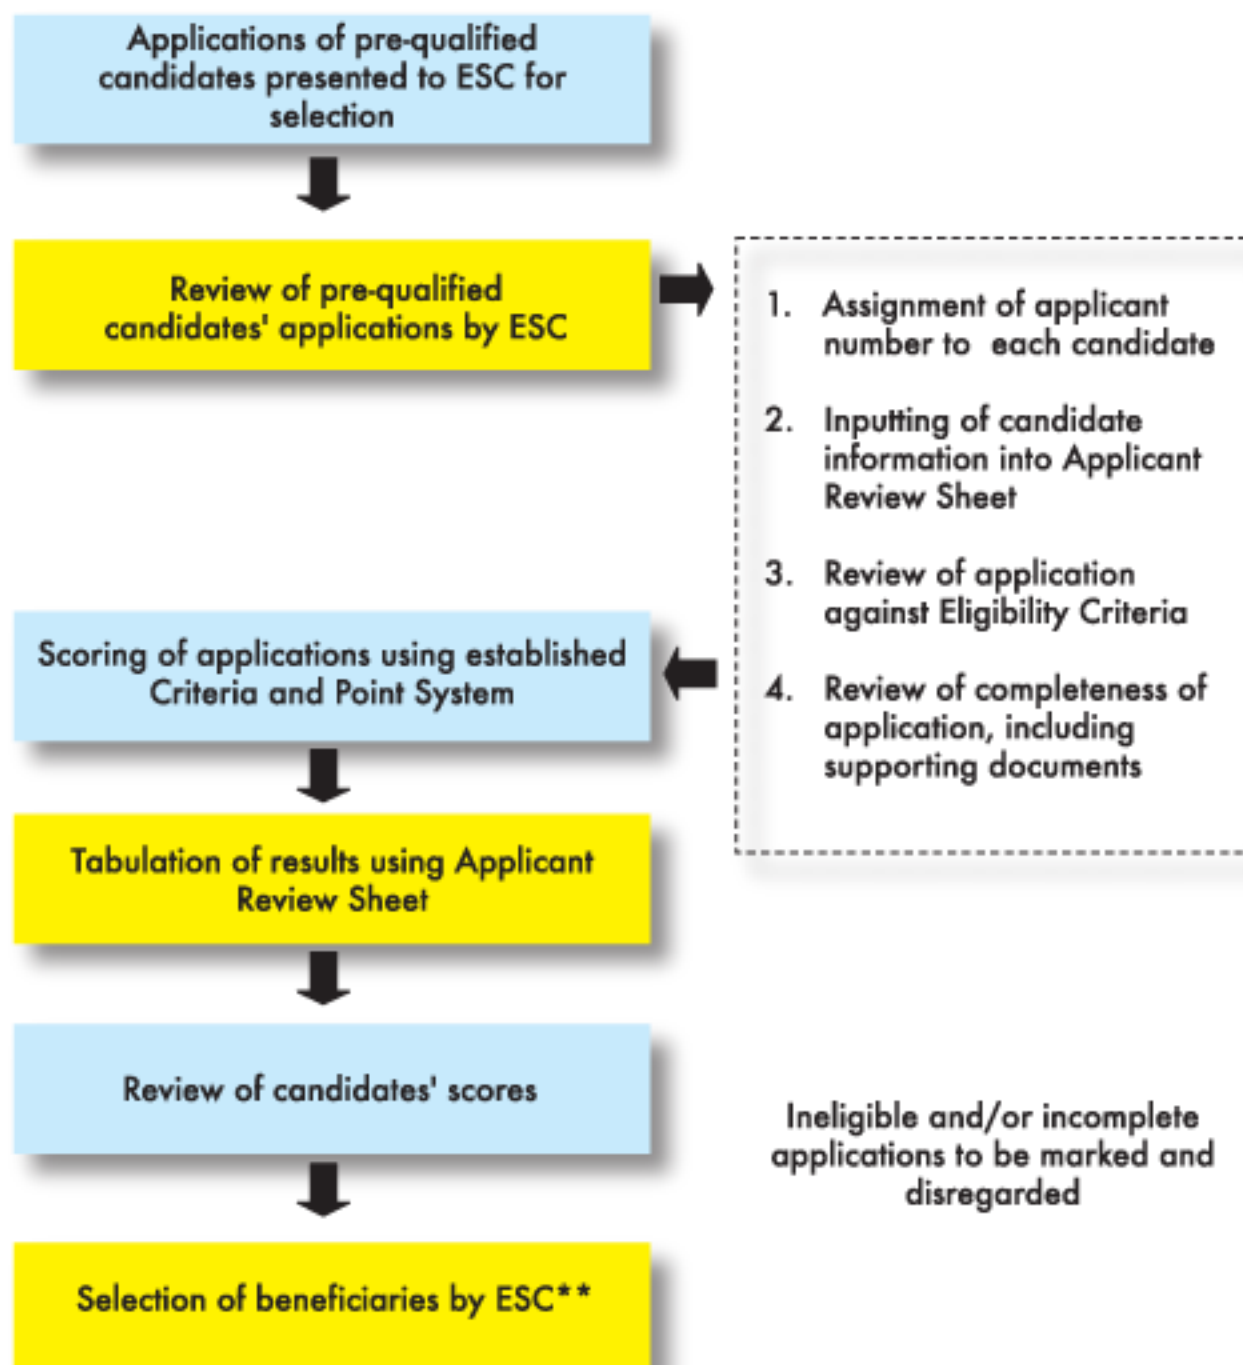 Applications of pre-qualified
candidates presented to ESC for
selection
Review of pre-qualified
candidates' applications by ESC
1. Assignment of applicant
number to each candidate
2. Inputting of candidate
information into Applicant
Review Sheet
3. Review of application
against Eligibility Criteria
4. Review of completeness of
application, including
supporting documents
Scoring of applications using established
Criteria and Point System
Tabulation of results using Applicant
Review Sheet
Review of candidates' scores
Ineligible and/or incomplete
applications to be marked and
disregarded
Selection of beneficiaries by ESC**